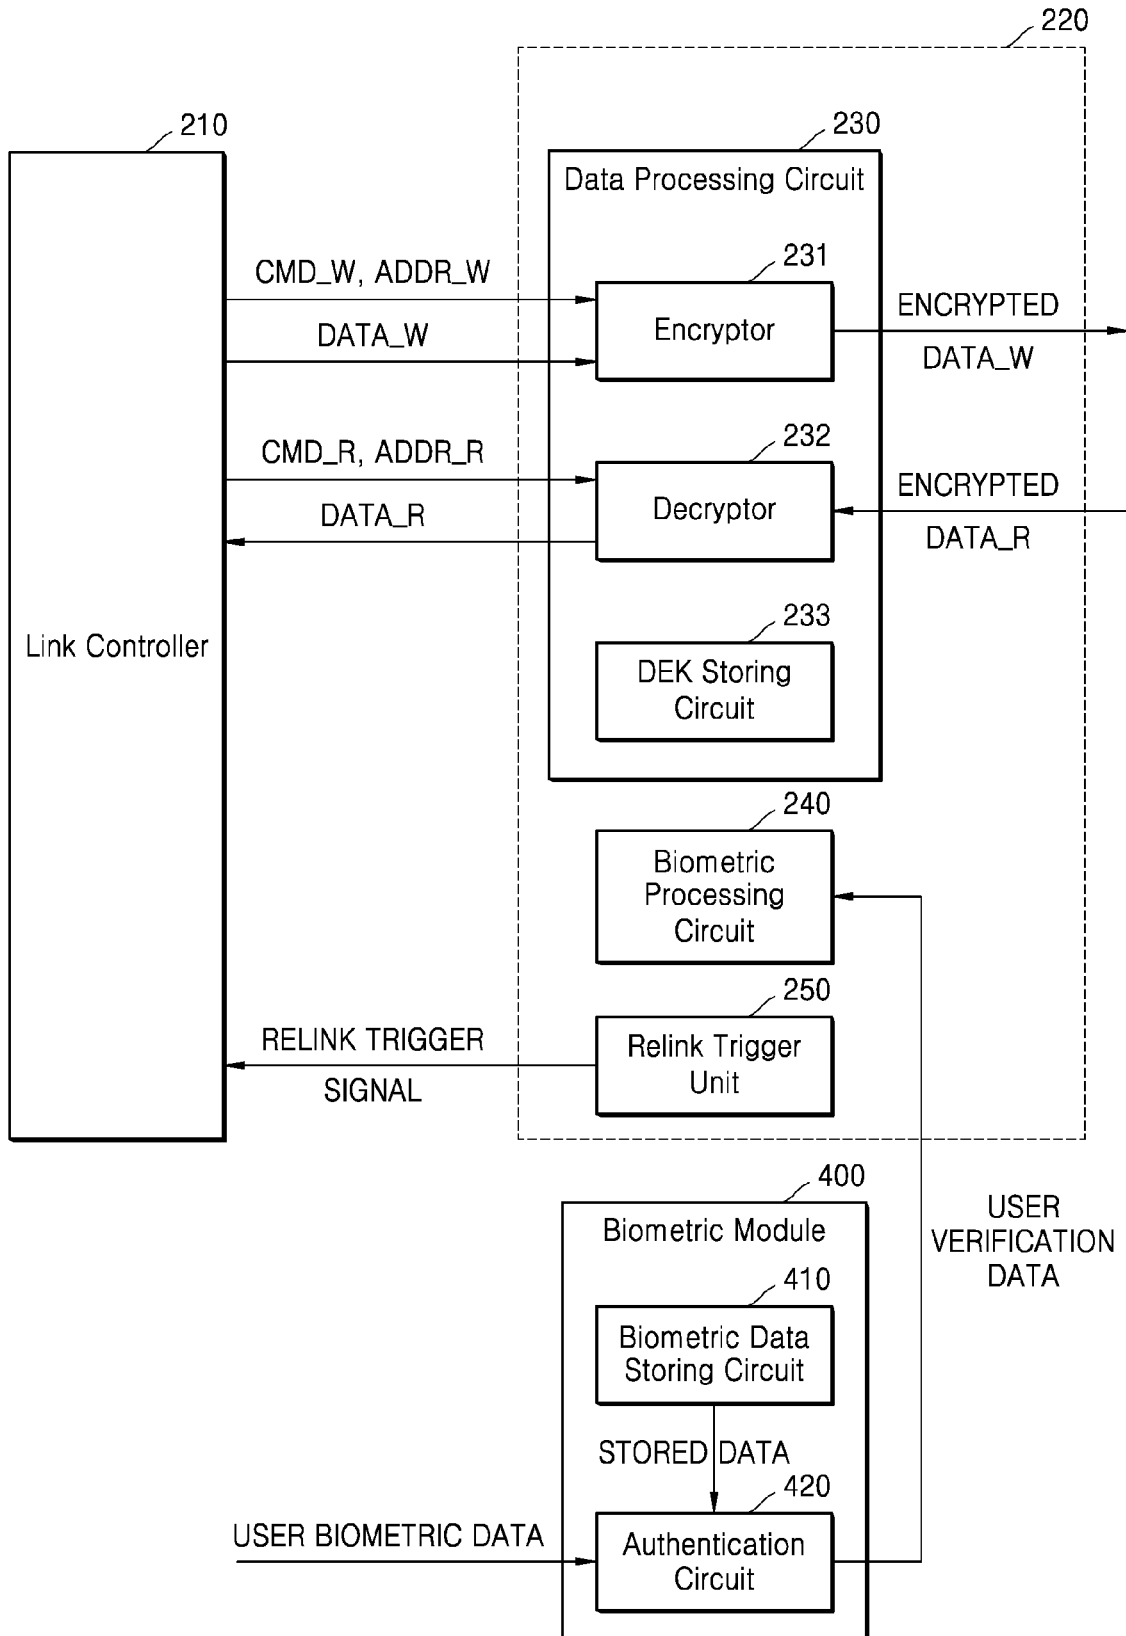 220
210
230
Data Processing Circuit
231
CMD_W, ADDR_W
DATA_W
Encryptor
ENCRYPTED
DATA_W
232
CMD_R, ADDR_R
DATA_R
Decryptor
ENCRYPTED
DATA_R
233
Link Controller
DEK Storing
Circuit
240
Biometric
Processing
Circuit
250
RELINK TRIGGER
SIGNAL
Relink Trigger
Unit
400
Biometric Module
USER
VERIFICATION
DATA
410
Biometric Data
Storing Circuit
STORED DATA
420
USER BIOMETRIC DATA
Authentication
Circuit